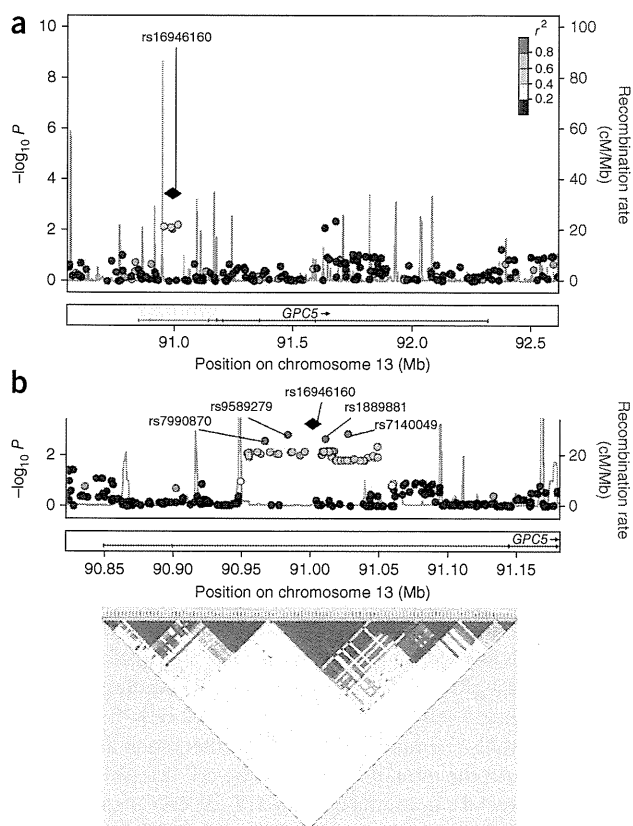 a
rs16946160
r²
0.8
0.6
0.4
0.2
10
8
6
4
2
0
−log₁₀ P
100
80
60
40
20
0
Recombination rate
(cM/Mb)
GPC5→
91.0 91.5 92.0 92.5
Position on chromosome 13 (Mb)
b
rs16946160
rs9589279
rs1889881
rs7990870
rs7140049
2
0
−log₁₀ P
20
0
Recombination rate
(cM/Mb)
GPC5→
90.85 90.90 90.95 91.00 91.05 91.10 91.15
Position on chromosome 13 (Mb)